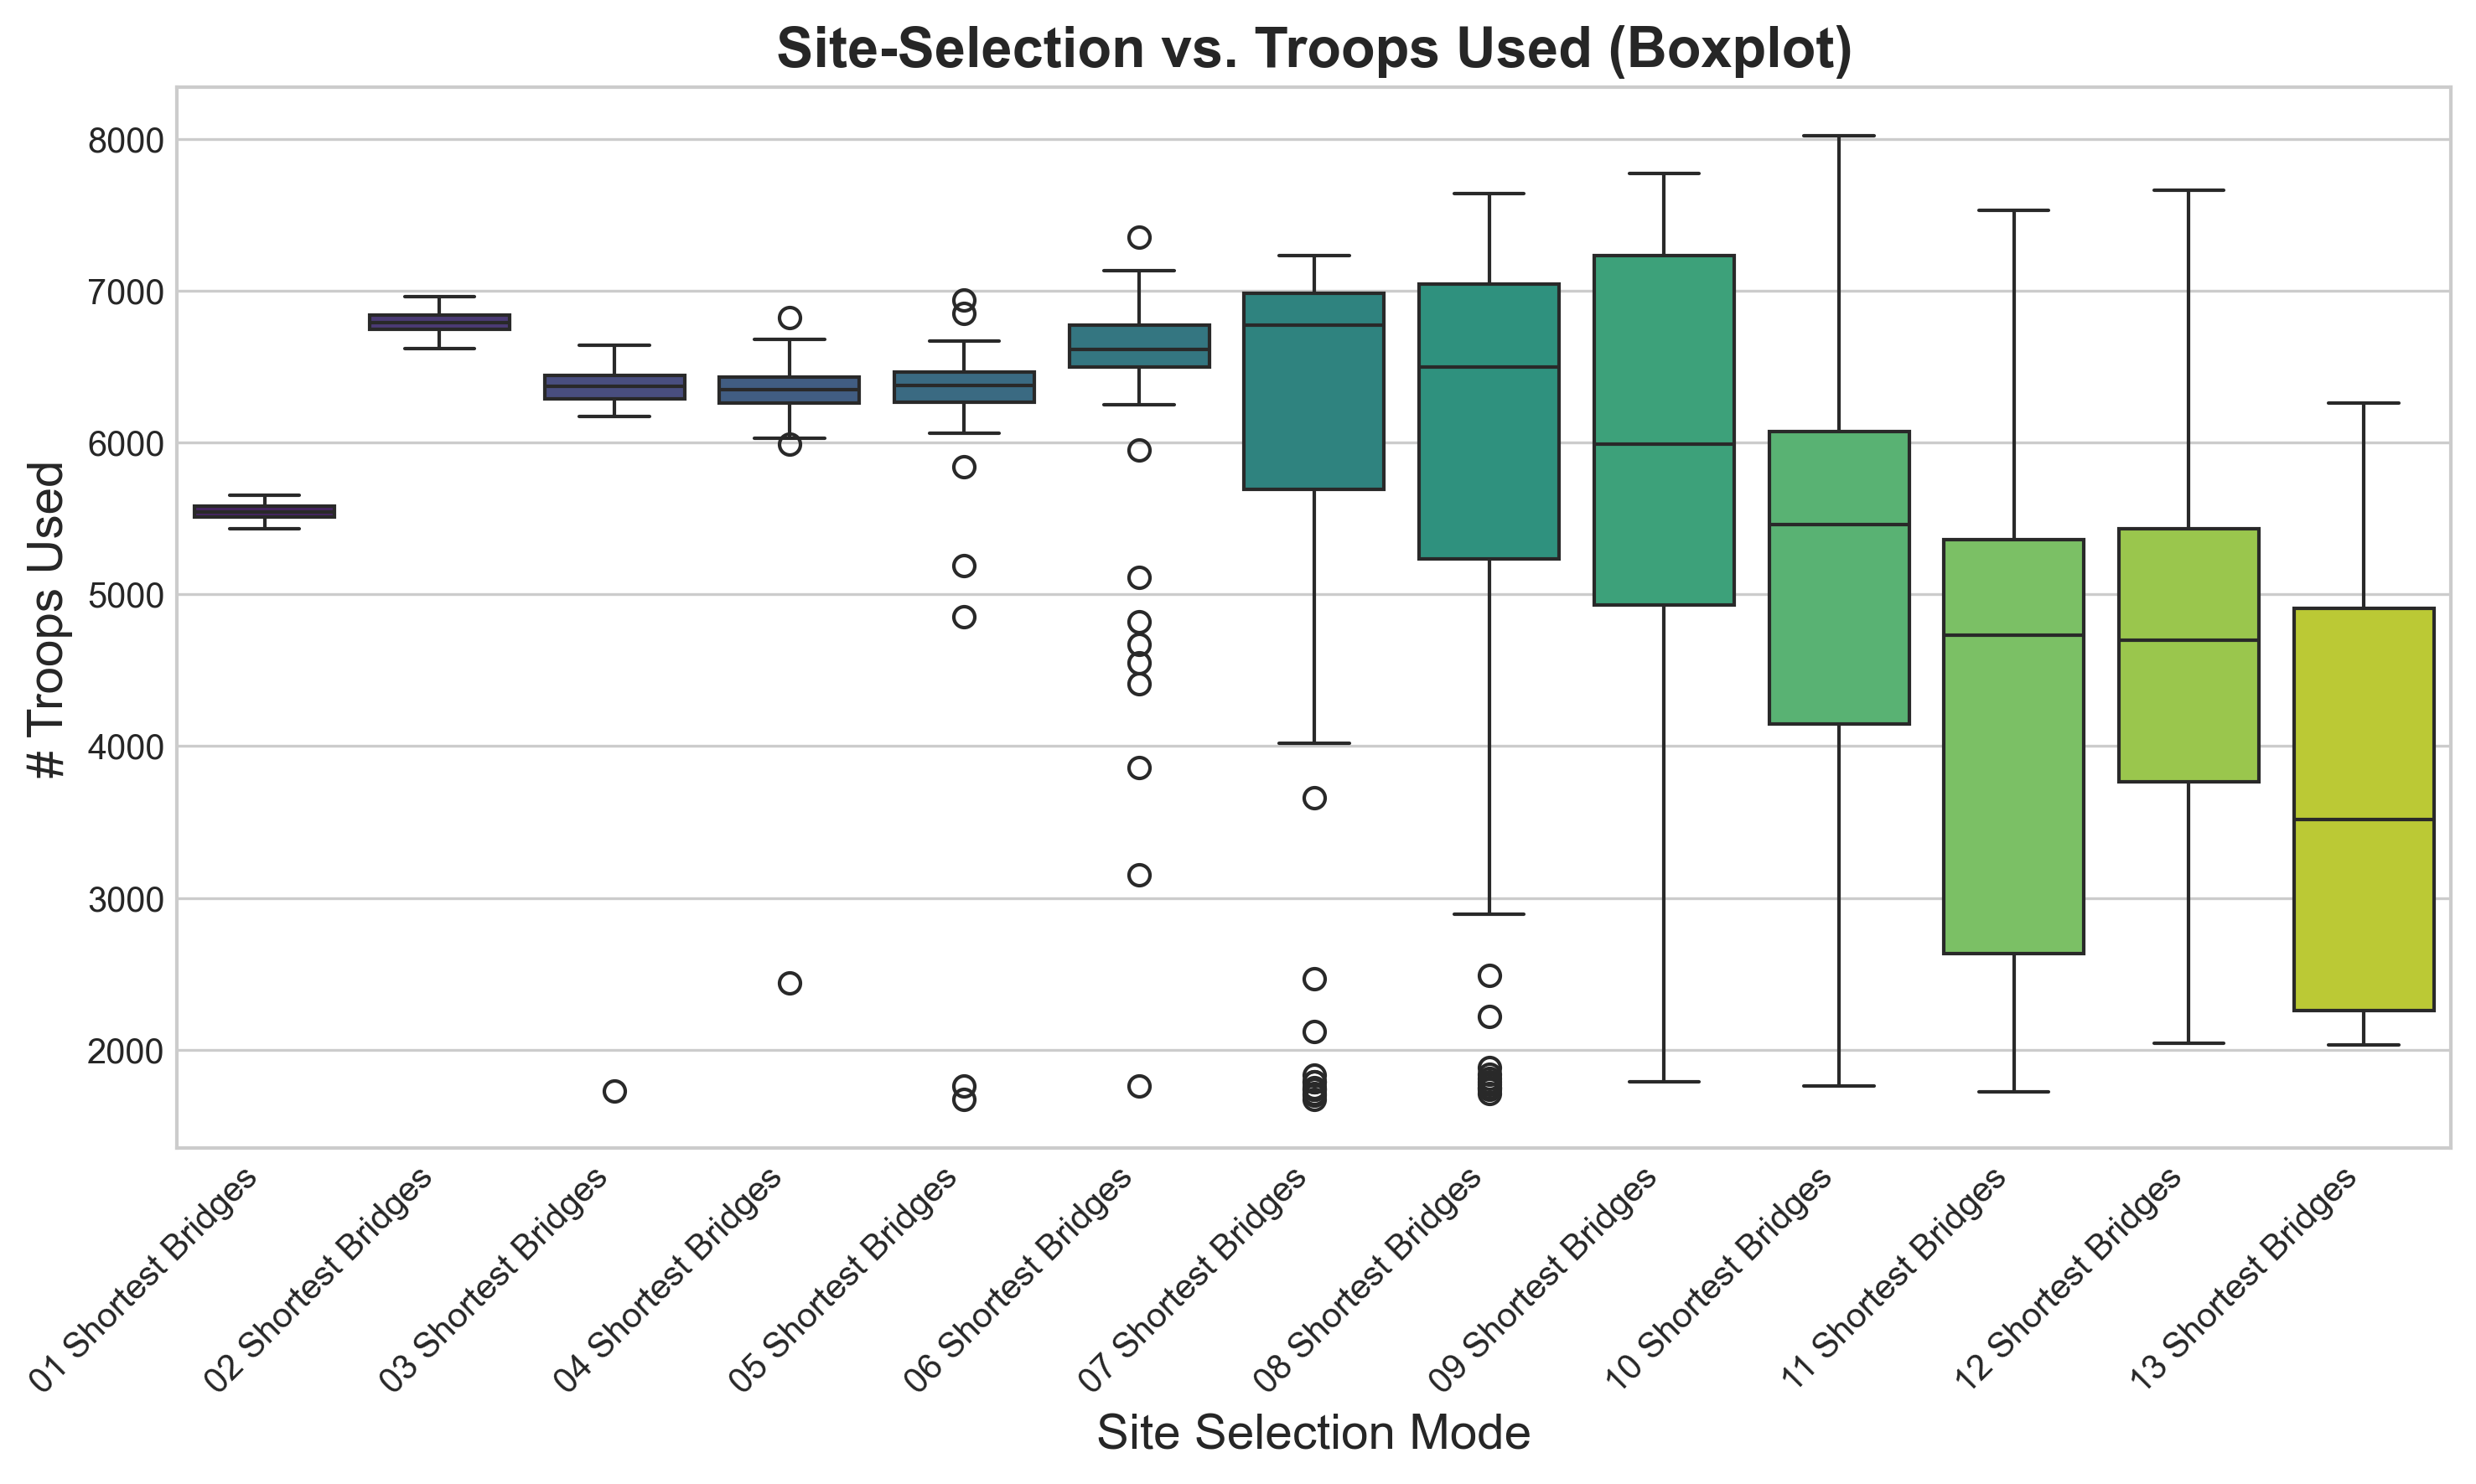 Site-Selection vs. Troops Used (Boxplot)
# Troops Used
8000
7000
6000
5000
4000
3000
2000
01 Shortest Bridges
02 Shortest Bridges
03 Shortest Bridges
04 Shortest Bridges
05 Shortest Bridges
06 Shortest Bridges
07 Shortest Bridges
08 Shortest Bridges
09 Shortest Bridges
10 Shortest Bridges
11 Shortest Bridges
12 Shortest Bridges
13 Shortest Bridges
Site Selection Mode